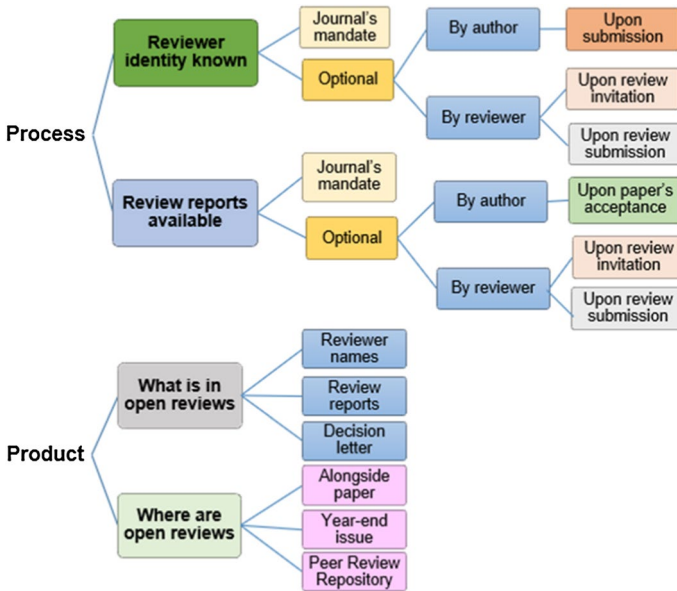 Process
Reviewer
identity known
Journal's
mandate
Optional
By author
Upon
submission
By reviewer
Upon review
invitation
Upon review
submission
Review reports
available
Journal's
mandate
Optional
By author
Upon paper's
acceptance
By reviewer
Upon review
invitation
Upon review
submission
Product
What is in
open reviews
Reviewer
names
Review
reports
Decision
letter
Where are
open reviews
Alongside
paper
Year-end
issue
Peer Review
Repository